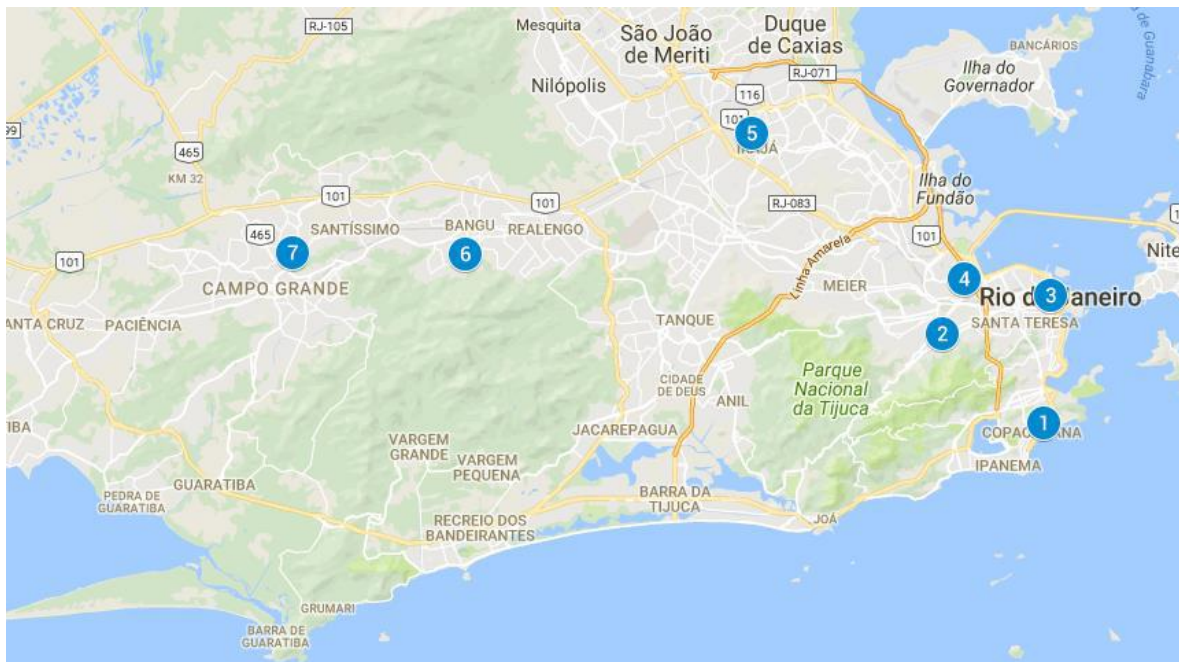 RJ-105
Mesquita
São João
de Meriti
Duque
de Caxias
BANCÁRIOS
Ilha do
Governador
Nilópolis
RJ-071
116
101
5
99
465
KM 32
101
101
RJ-083
Ilha do
Fundão
101
465
SANTÍSSIMO
BANGU
REALENGO
7
6
101
Linha Amarela
4
MEIER
CAMPO GRANDE
3
SANTA TERESA
PACIÊNCIA
TANQUE
2
CIDADE
DE DEUS
Parque
Nacional
da Tijuca
ANIL
VARGEM
GRANDE
JACAREPAGUA
1
VARGEM
PEQUENA
IPANEMA
GUARATIBA
PEDRA DE
GUARATIBA
BARRA DA
TIJUCA
RECREIO DOS
BANDEIRANTES
JOÁ
GRUMARI
BARRA DE
GUARATIBA